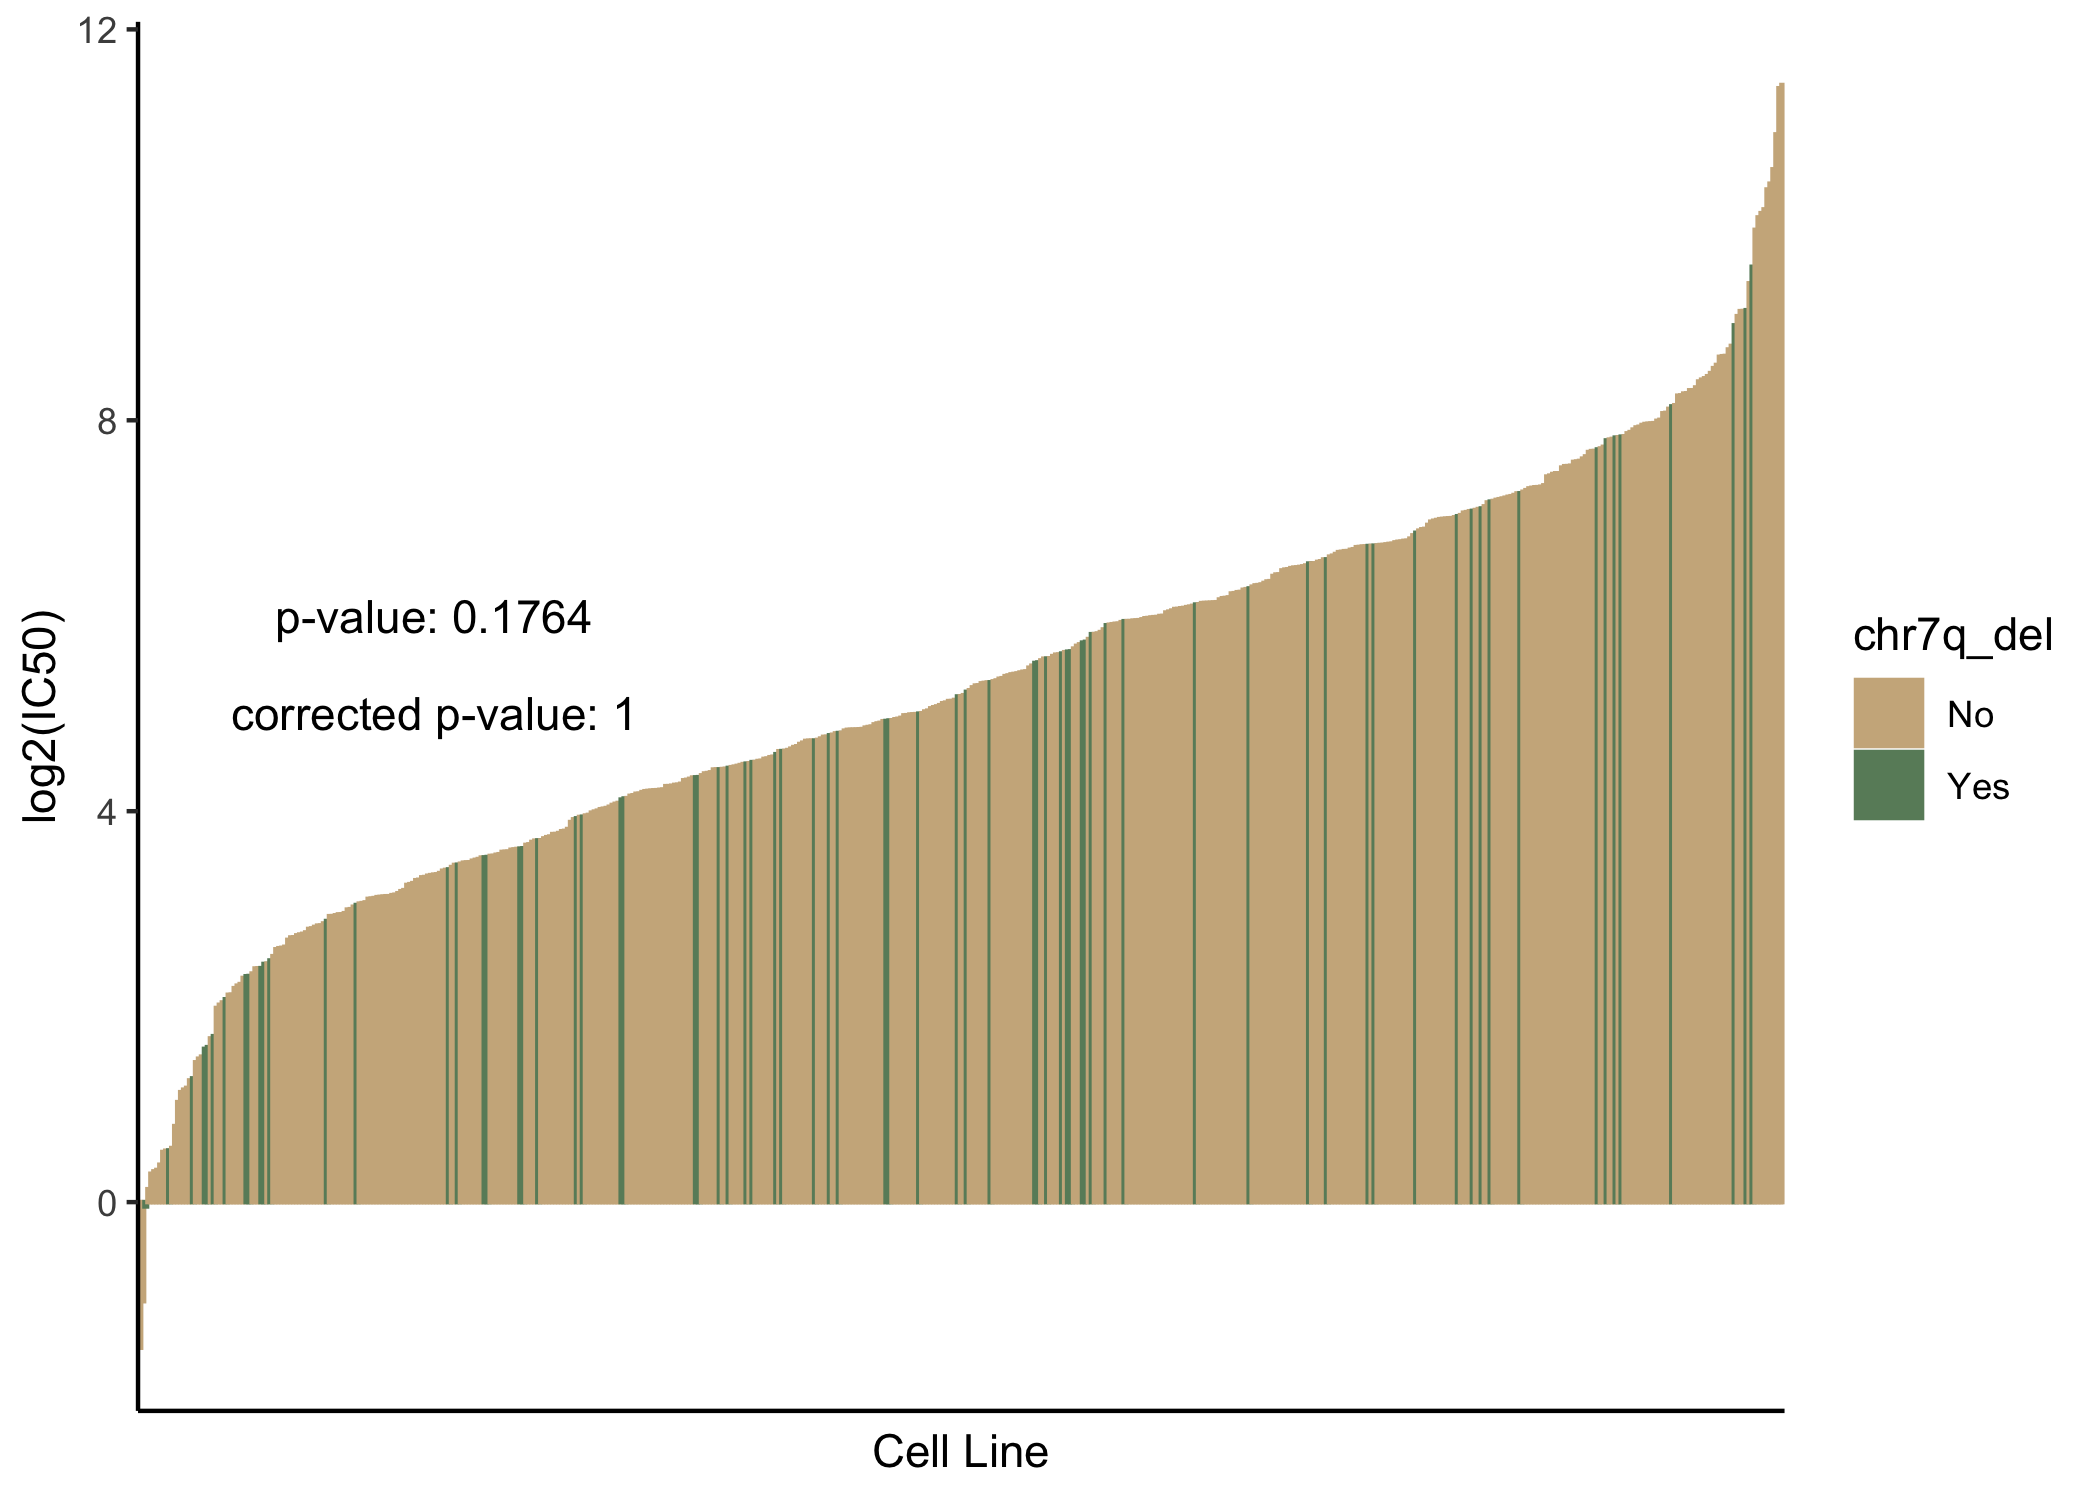 12
8
4
0
log2(IC50)
p-value: 0.1764
corrected p-value: 1
Cell Line
chr7q_del
No
Yes